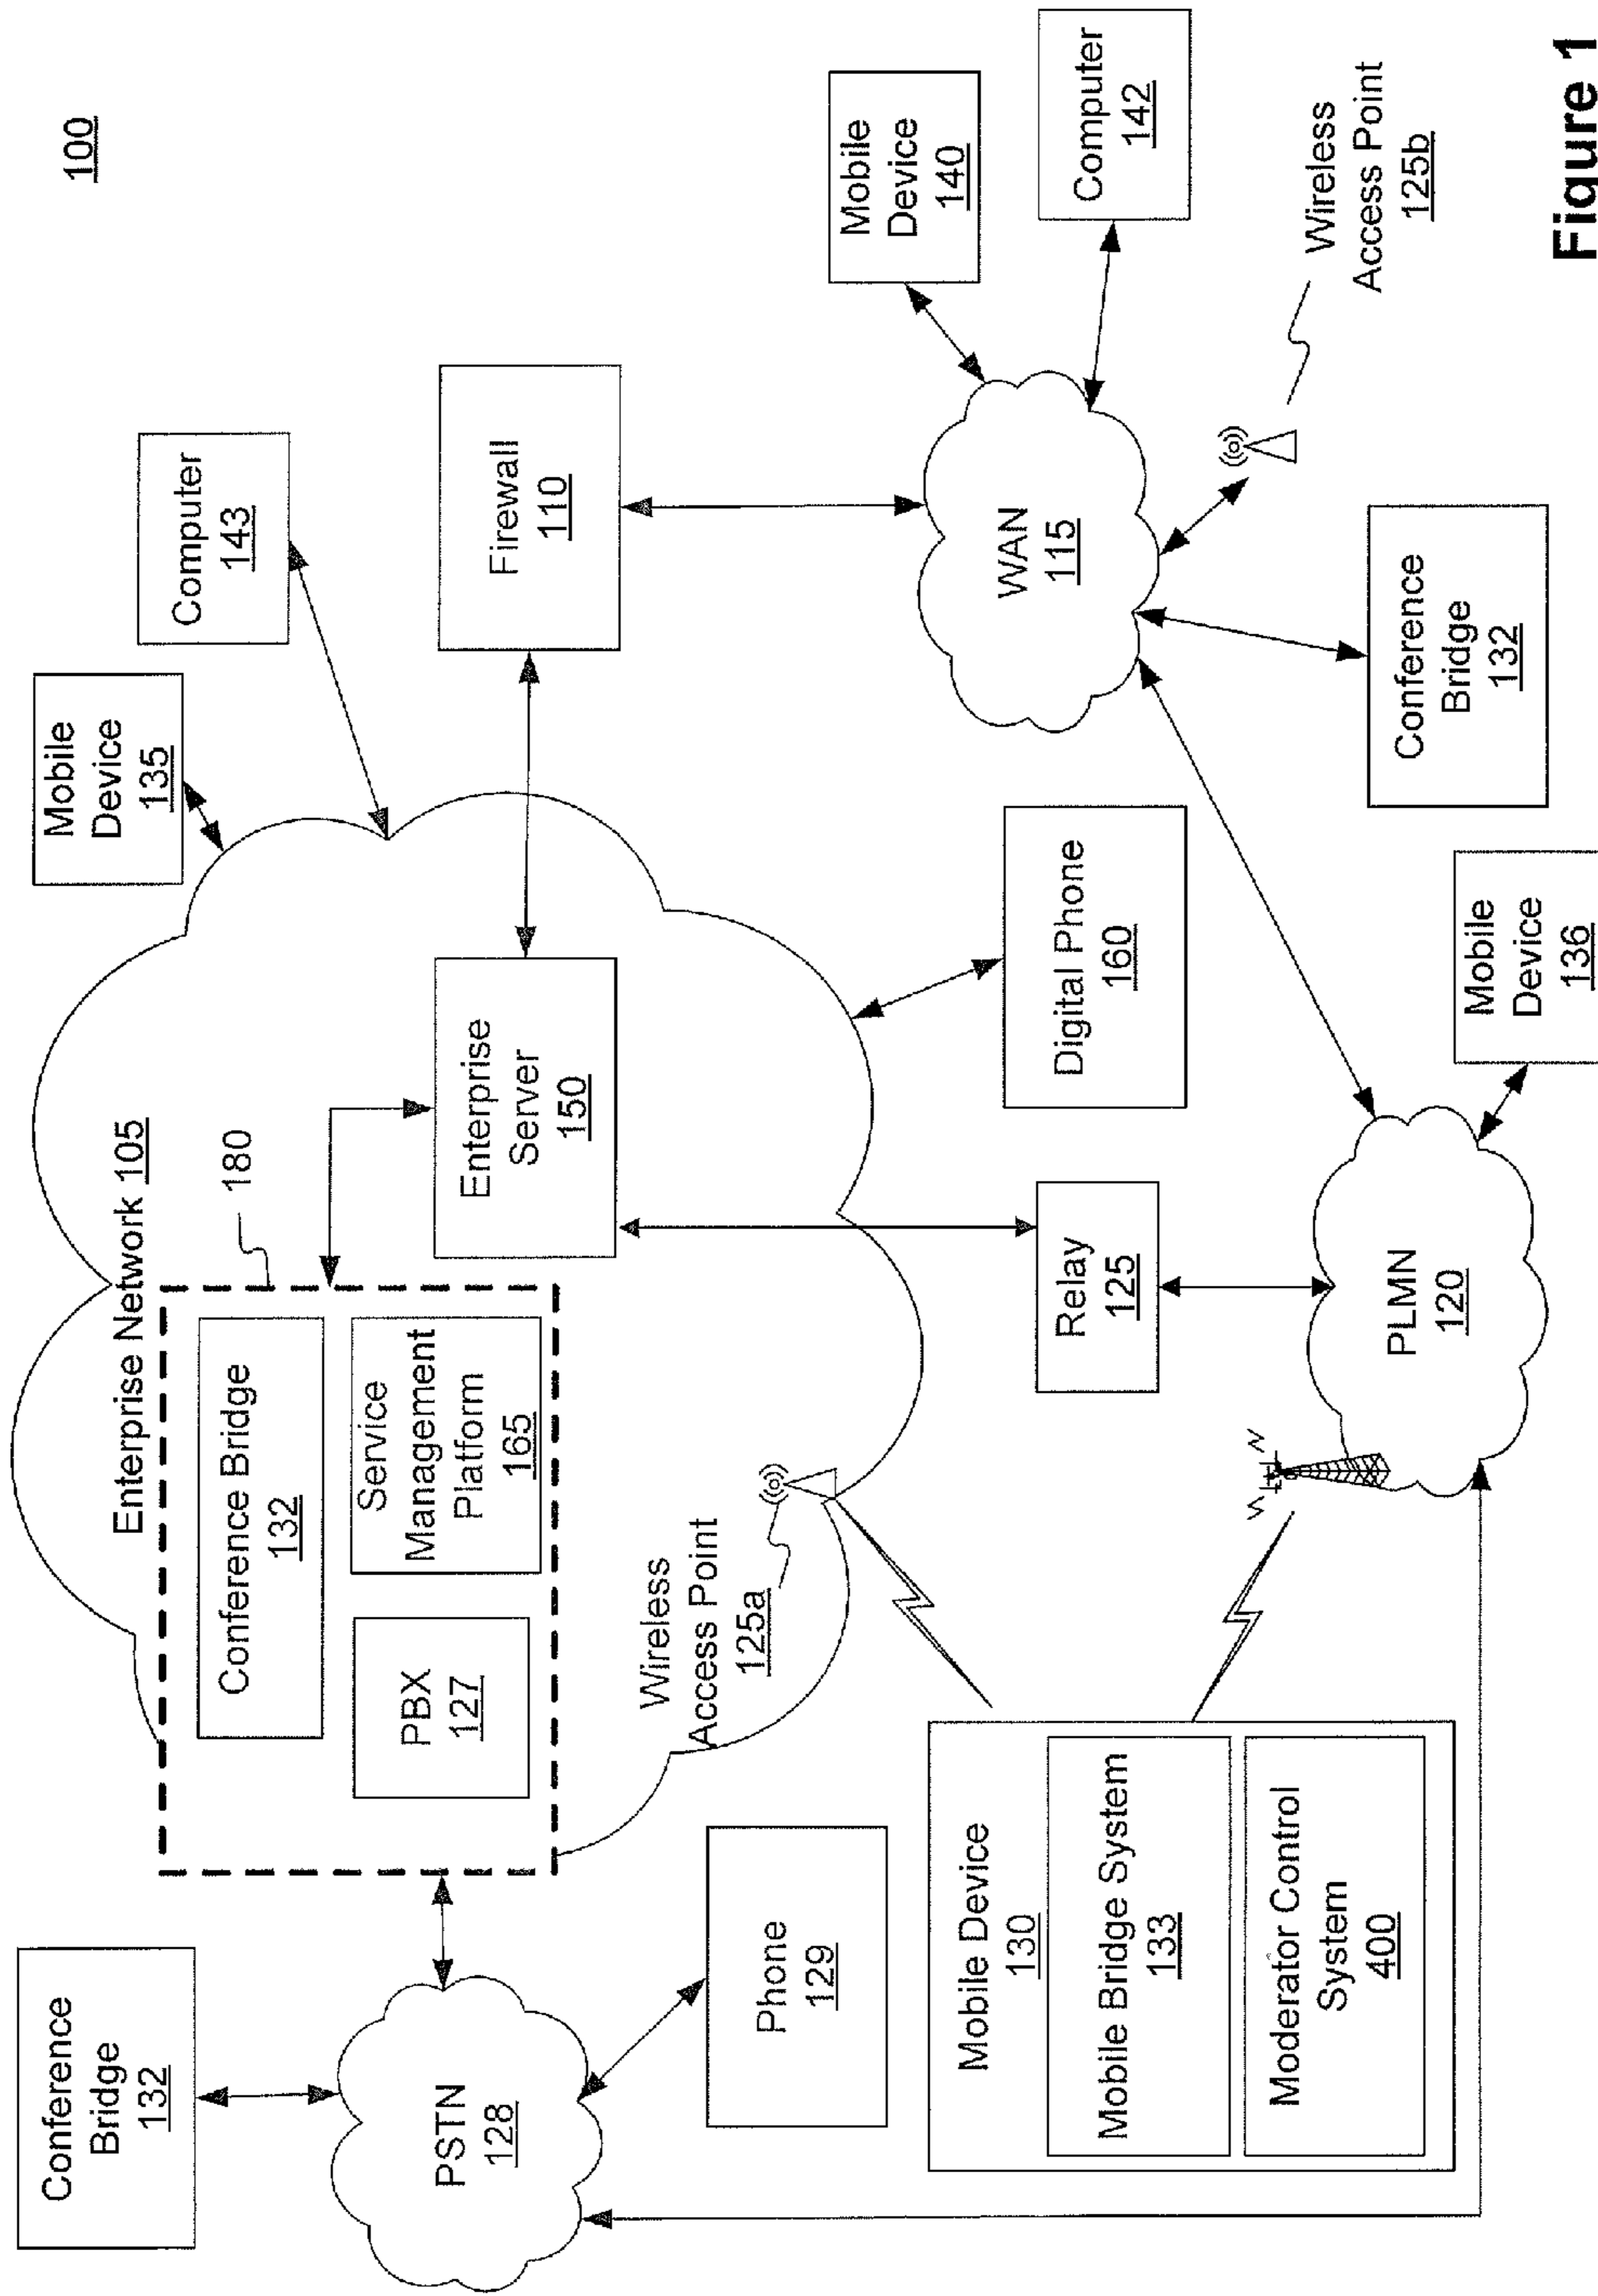 100
Conference
Bridge
132
PSTN
128
Phone
129
Enterprise Network 105
180
Conference Bridge
132
PBX
127
Service
Management
Platform
165
Enterprise
Server
150
Wireless
Access Point
125a
Mobile
Device
135
Computer
143
Firewall
110
Mobile
Device
140
Computer
142
WAN
115
Wireless
Access Point
125b
Conference
Bridge
132
Digital Phone
160
Relay
125
PLMN
120
Mobile
Device
136
Mobile Device
130
Mobile Bridge System
133
Moderator Control
System
400
Figure 1